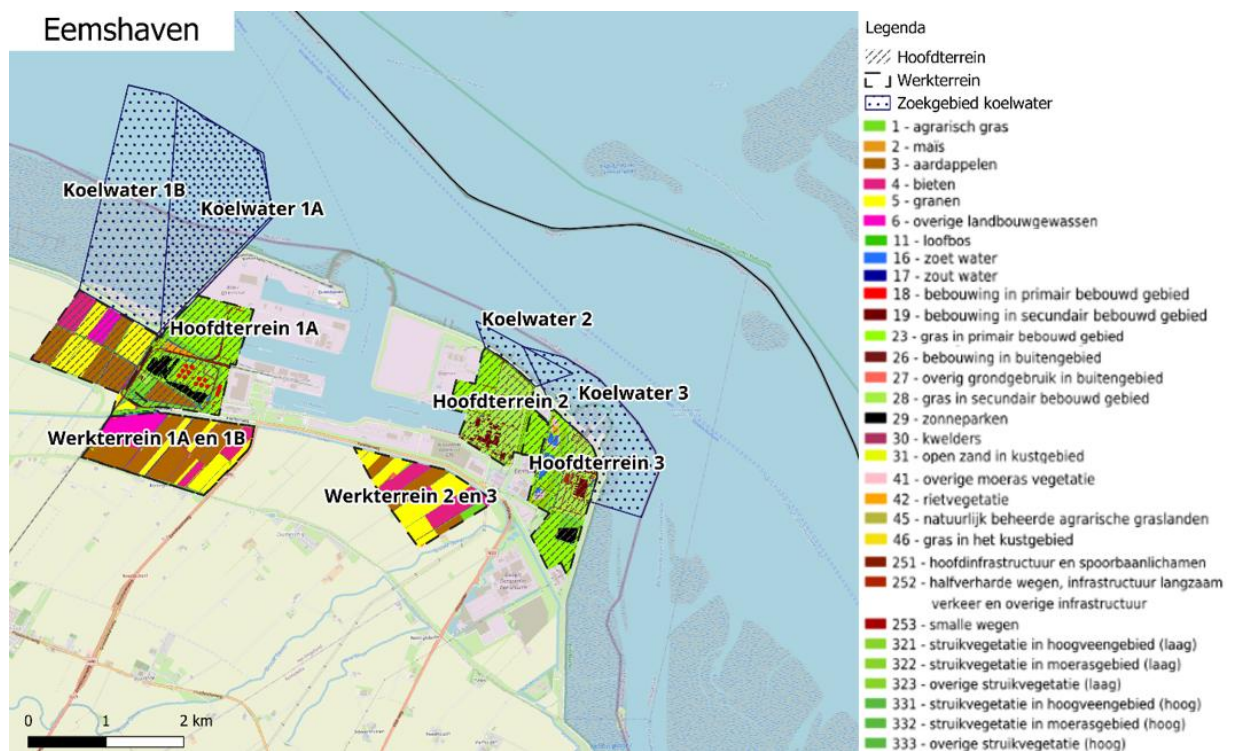 Eemshaven
Koelwater 1B
Koelwater 1A
Hoofdterrein 1A
Koelwater 2
Koelwater 3
Hoofdterrein 2
Hoofdterrein 3
Werkterrein 1A en 1B
Werkterrein 2 en 3
0 1 2 km
Legenda
Hoofdterrein
Werkterrein
Zoekgebied koelwater
1 - agrarisch gras
2 - maïs
3 - aardappelen
4 - bieten
5 - granen
6 - overige landbouwgewassen
11 - loofbos
16 - zoet water
17 - zout water
18 - bebouwing in primair bebouwd gebied
19 - bebouwing in secundair bebouwd gebied
23 - gras in primair bebouwd gebied
26 - bebouwing in buitengebied
27 - overig grondgebruik in buitengebied
28 - gras in secundair bebouwd gebied
29 - zonneparken
30 - kwelders
31 - open zand in kustgebied
41 - overige moeras vegetatie
42 - rietvegetatie
45 - natuurlijk beheerde agrarische graslanden
46 - gras in het kustgebied
251 - hoofdinfrastructuur en spoorbaanlichamen
252 - halfverharde wegen, infrastructuur langzaam
verkeer en overige infrastructuur
253 - smalle wegen
321 - struikvegetatie in hoogveengebied (laag)
322 - struikvegetatie in moerasgebied (laag)
323 - overige struikvegetatie (laag)
331 - struikvegetatie in hoogveengebied (hoog)
332 - struikvegetatie in moerasgebied (hoog)
333 - overige struikvegetatie (hoog)